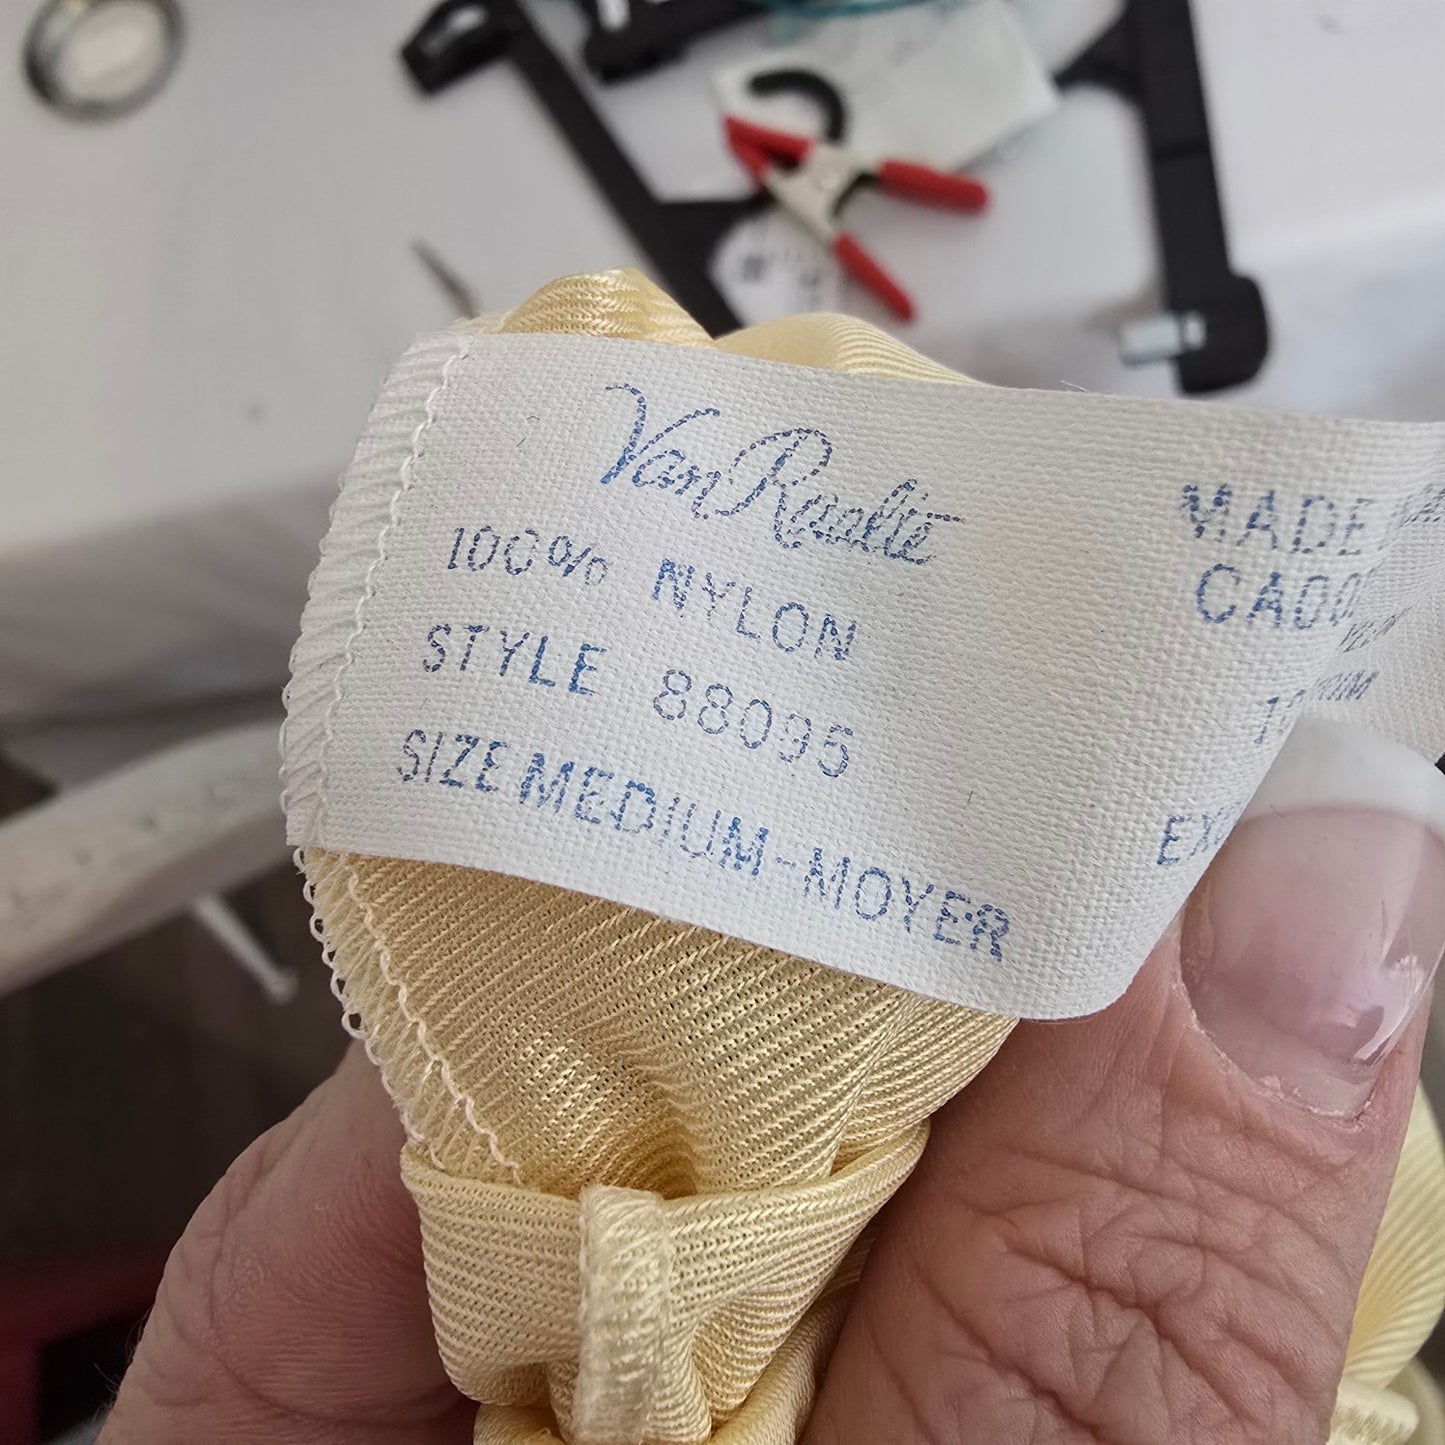 Van Raalte
100% NYLON
STYLE 88095
SIZE MEDIUM-MOYER
MADE